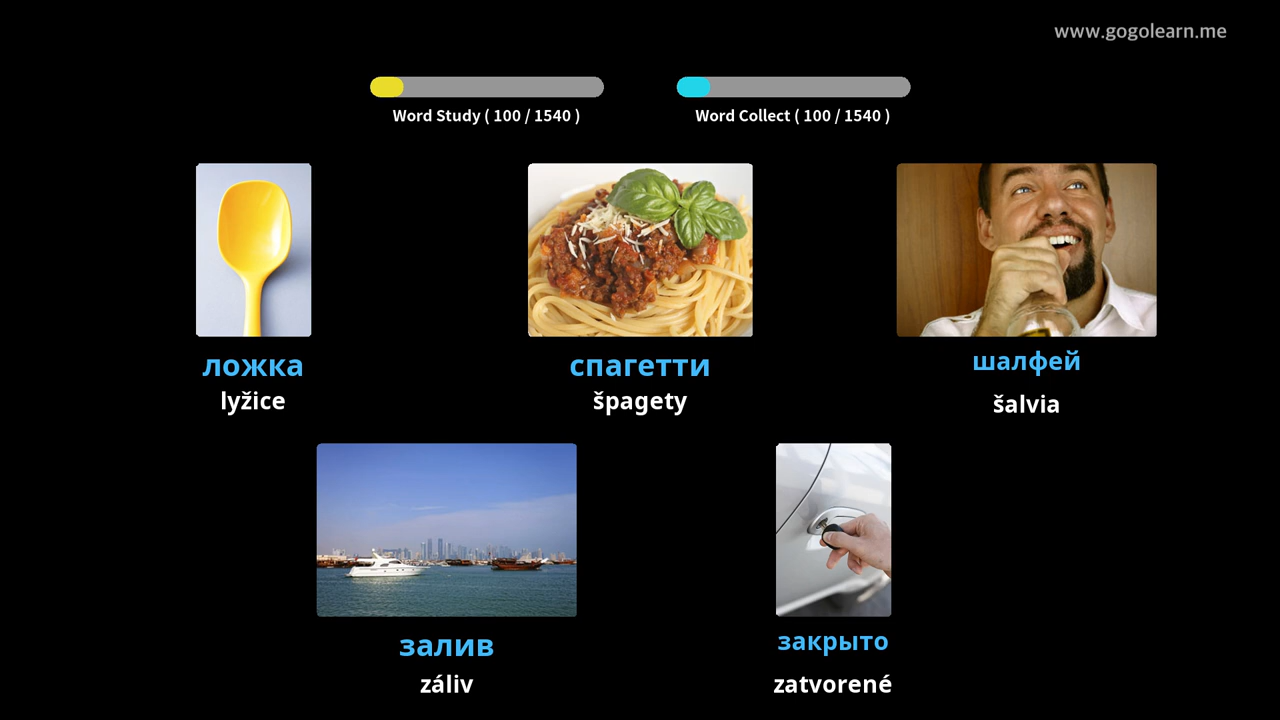 www.gogolearn.me
Word Study ( 100 / 1540 )
Word Collect ( 100 / 1540 )
ложка
lyžice
спагетти
špagety
шалфей
šalvia
залив
záliv
закрыто
zatvorené